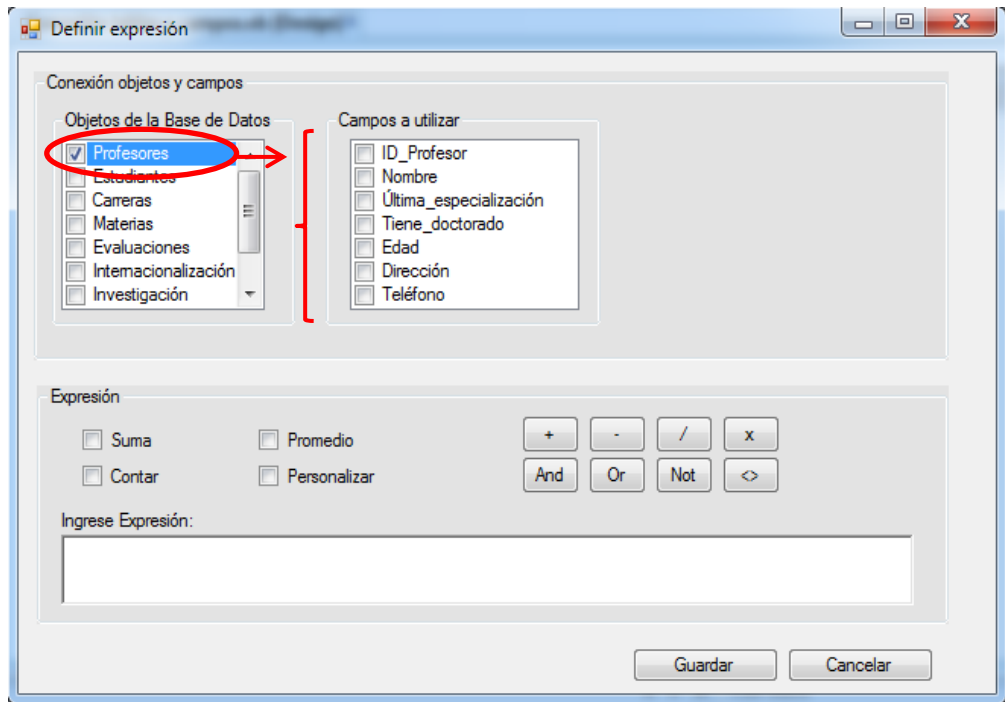 Definir expresión
Conexión objetos y campos
Objetos de la Base de Datos
Profesores
Estudiantes
Carreras
Materias
Evaluaciones
Internacionalización
Investigación
Campos a utilizar
ID_Profesor
Nombre
Última_especialización
Tiene_doctorado
Edad
Dirección
Teléfono
Expresión
Suma
Promedio
Contar
Personalizar
+ - / x
And Or Not <>
Ingrese Expresión:
Guardar Cancelar